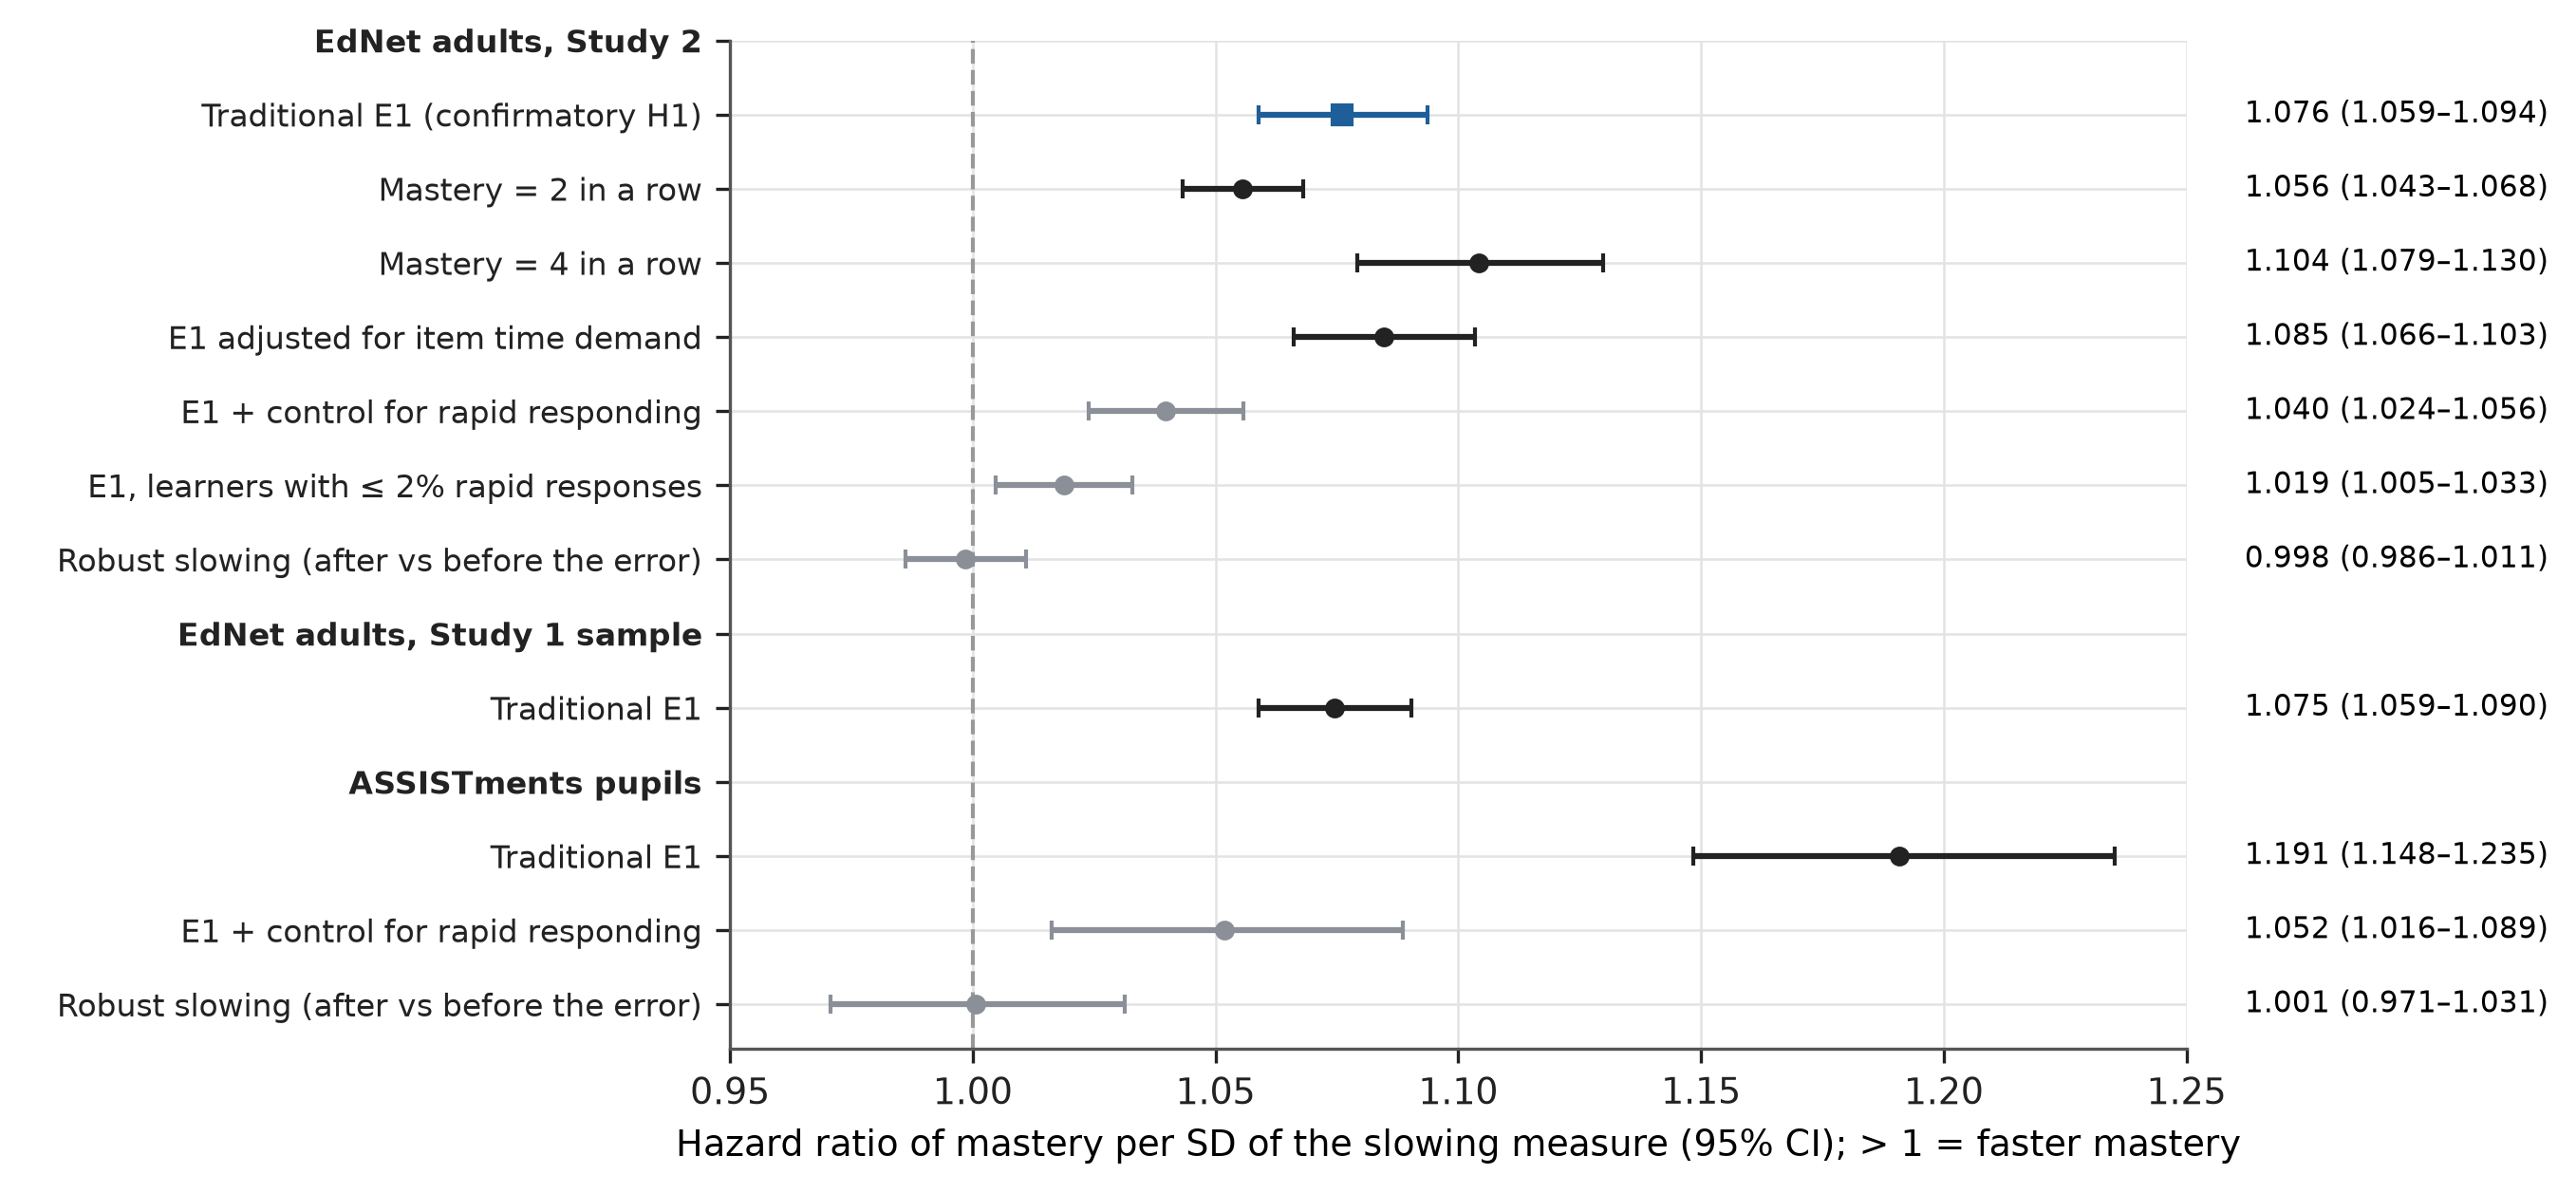 EdNet adults, Study 2
Traditional E1 (confirmatory H1) 1.076 (1.059–1.094)
Mastery = 2 in a row 1.056 (1.043–1.068)
Mastery = 4 in a row 1.104 (1.079–1.130)
E1 adjusted for item time demand 1.085 (1.066–1.103)
E1 + control for rapid responding 1.040 (1.024–1.056)
E1, learners with ≤ 2% rapid responses 1.019 (1.005–1.033)
Robust slowing (after vs before the error) 0.998 (0.986–1.011)
EdNet adults, Study 1 sample
Traditional E1 1.075 (1.059–1.090)
ASSISTments pupils
Traditional E1 1.191 (1.148–1.235)
E1 + control for rapid responding 1.052 (1.016–1.089)
Robust slowing (after vs before the error) 1.001 (0.971–1.031)
0.95 1.00 1.05 1.10 1.15 1.20 1.25
Hazard ratio of mastery per SD of the slowing measure (95% CI); > 1 = faster mastery